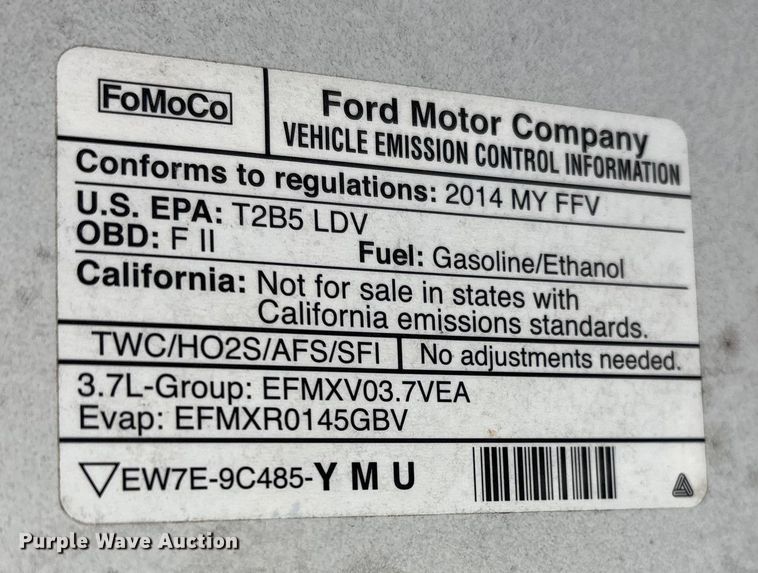 FoMoCo
Ford Motor Company
VEHICLE EMISSION CONTROL INFORMATION
Conforms to regulations: 2014 MY FFV
U.S. EPA: T2B5 LDV
OBD: F II
Fuel: Gasoline/Ethanol
California: Not for sale in states with
California emissions standards.
TWC/HO2S/AFS/SFI
No adjustments needed.
3.7L-Group: EFMXV03.7VEA
Evap: EFMXR0145GBV
EW7E-9C485-Y M U
Purple Wave Auction